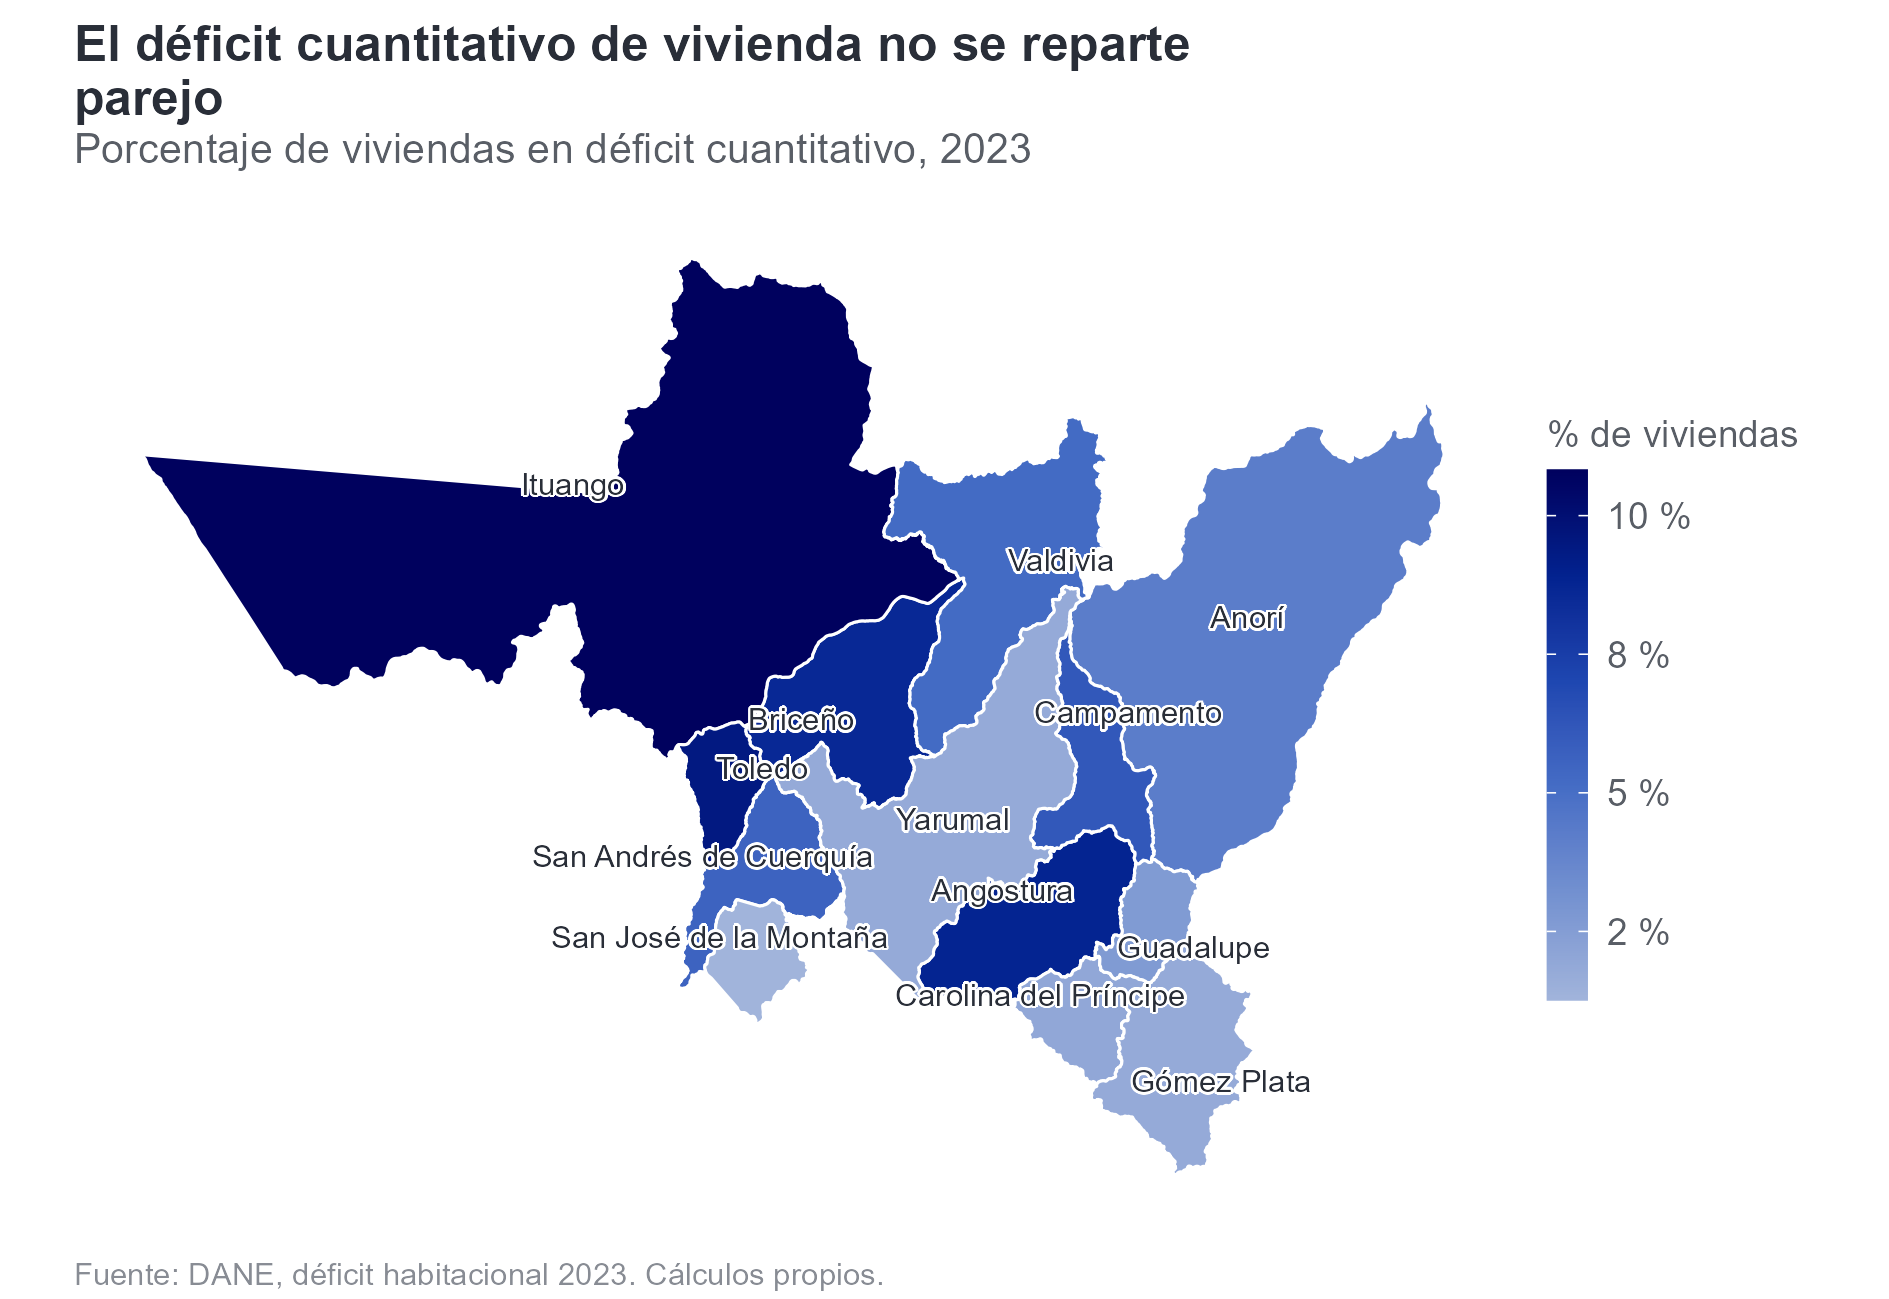 El déficit cuantitativo de vivienda no se reparte
parejo
Porcentaje de viviendas en déficit cuantitativo, 2023
% de viviendas
10 %
8 %
5 %
2 %
Ituango
Valdivia
Anorí
Campamento
Briceño
Toledo
Yarumal
San Andrés de Cuerquía
Angostura
San José de la Montaña
Guadalupe
Carolina del Príncipe
Gómez Plata
Fuente: DANE, déficit habitacional 2023. Cálculos propios.